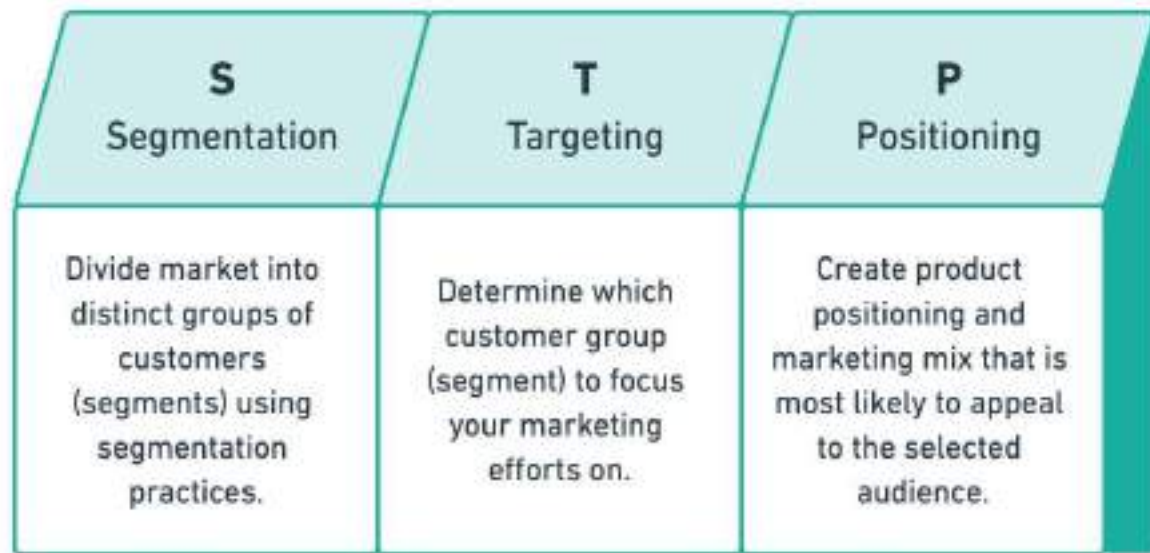 S
Segmentation
Divide market into
distinct groups of
customers
(segments) using
segmentation
practices.
T
Targeting
Determine which
customer group
(segment) to focus
your marketing
efforts on.
P
Positioning
Create product
positioning and
marketing mix that is
most likely to appeal
to the selected
audience.